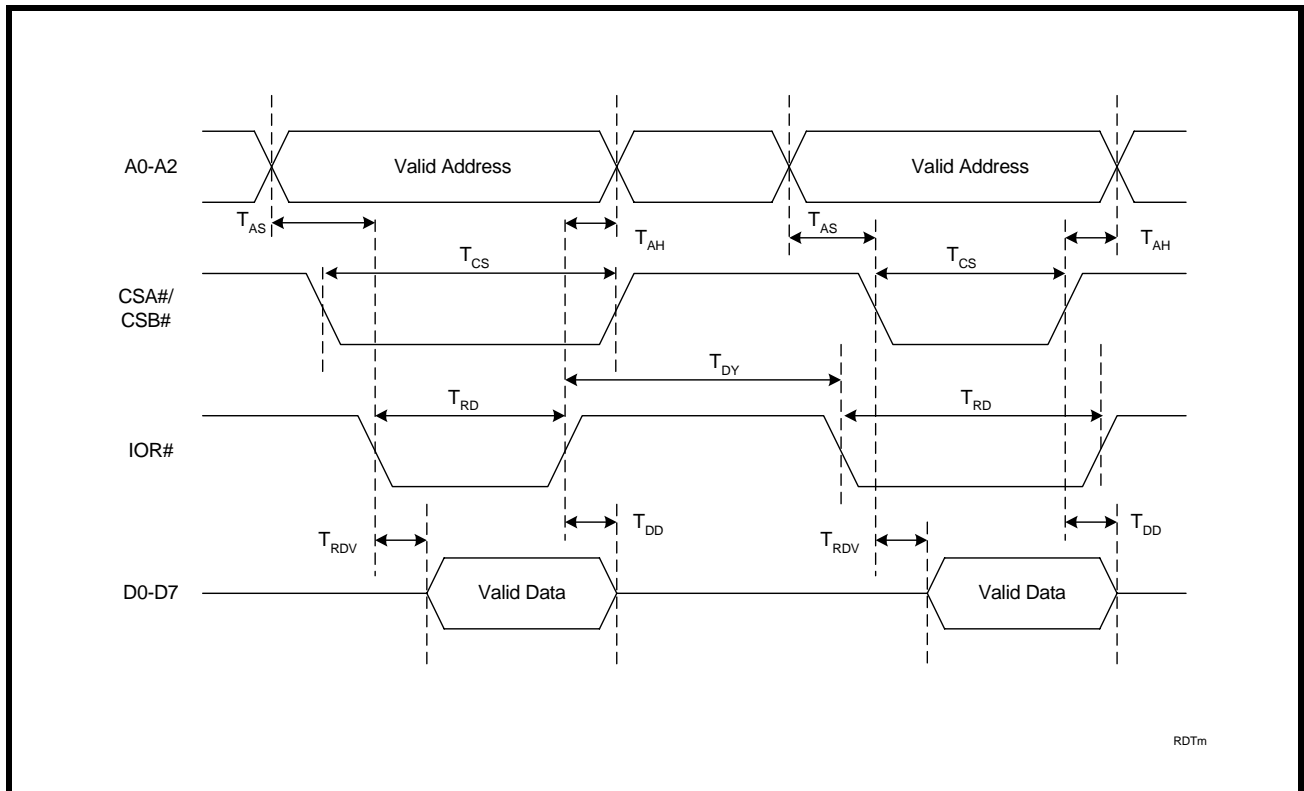 A0-A2
Valid Address
Valid Address
TAS
TAH
TAS
TAH
TCS
TCS
CSA#/
CSB#
TDY
TRD
TRD
IOR#
TRDV
TDD
TRDV
TDD
D0-D7
Valid Data
Valid Data
RDTm